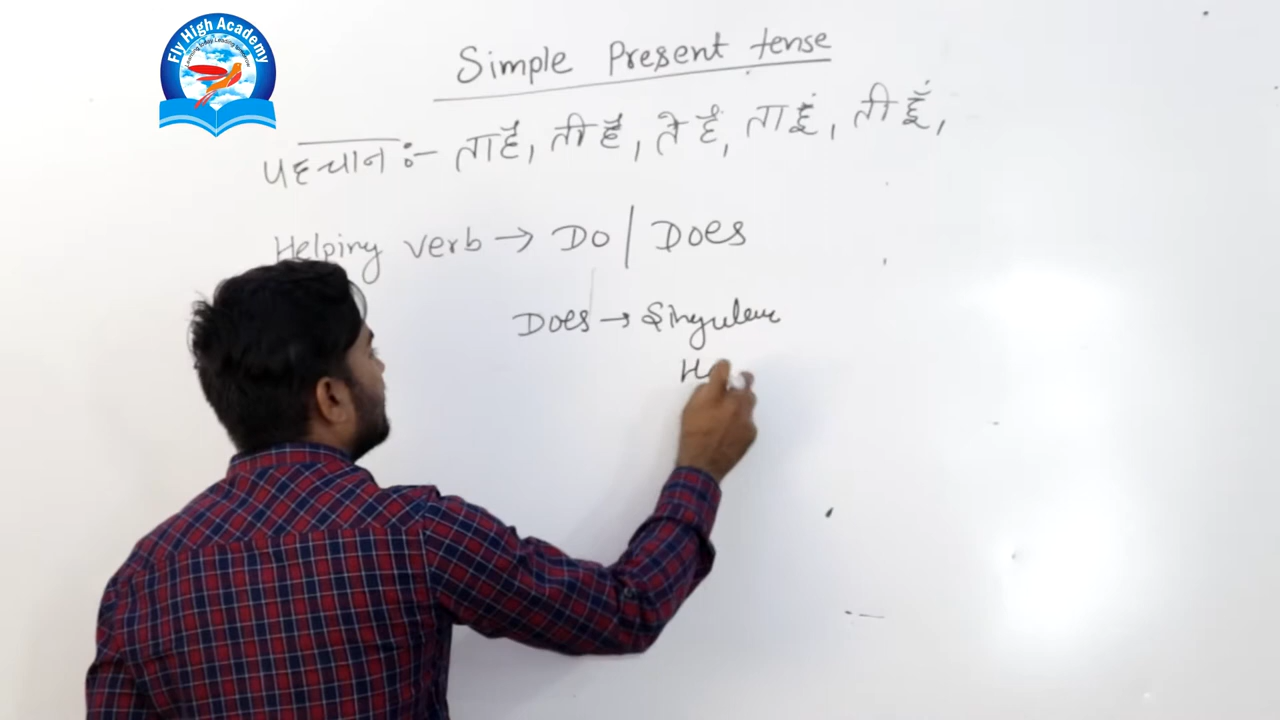 Fly High Academy
Simple Present tense
पहचान :- ता है, ती है, ते है, ता हूं, ती हूँ,
Helping verb → Do | Does
Does → Singular